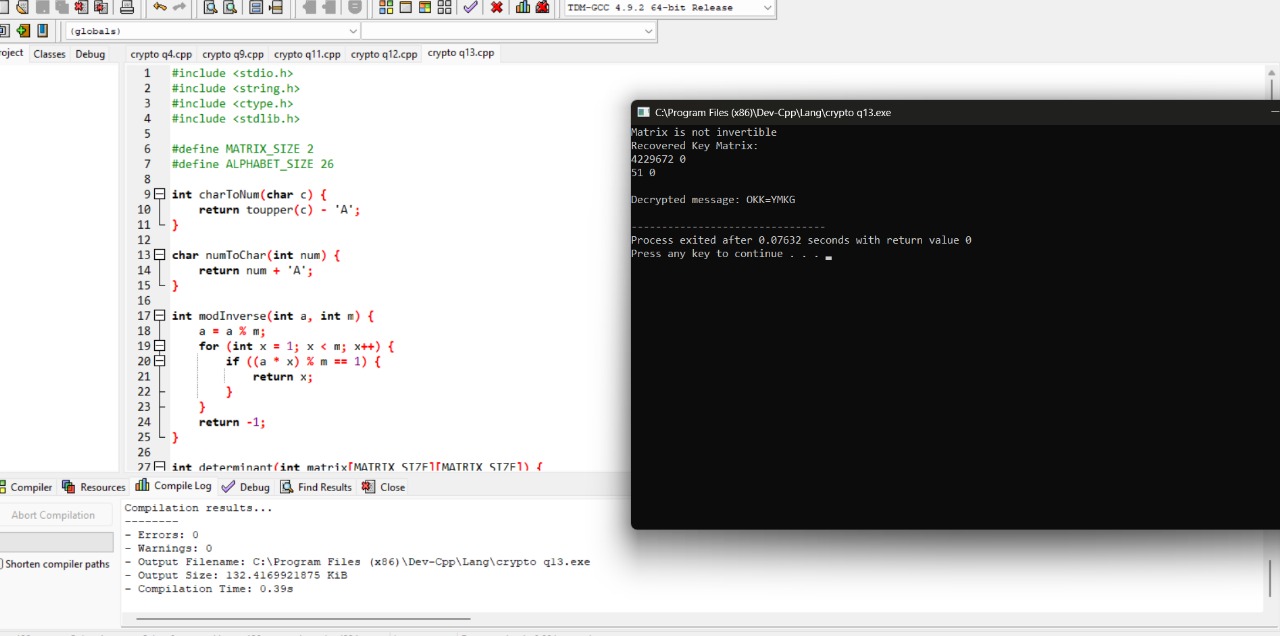 TDM-GCC 4.9.2 64-bit Release
(globals)
oject Classes Debug crypto q4.cpp crypto q9.cpp crypto q11.cpp crypto q12.cpp crypto q13.cpp
1 #include <stdio.h>
2 #include <string.h>
3 #include <ctype.h>
4 #include <stdlib.h>
5
6 #define MATRIX_SIZE 2
7 #define ALPHABET_SIZE 26
8
9 int charToNum(char c) {
10 return toupper(c) - 'A';
11 }
12
13 char numToChar(int num) {
14 return num + 'A';
15 }
16
17 int modInverse(int a, int m) {
18 a = a % m;
19 for (int x = 1; x < m; x++) {
20 if ((a * x) % m == 1) {
21 return x;
22 }
23 }
24 return -1;
25 }
26
27 int determinant(int matrix[MATRIX_SIZE][MATRIX_SIZE]) {
C:\Program Files (x86)\Dev-Cpp\Lang\crypto q13.exe
Matrix is not invertible
Recovered Key Matrix:
4229672 0
51 0
Decrypted message: OKK=YMKG
--------------------------------
Process exited after 0.07632 seconds with return value 0
Press any key to continue . . .
Compiler Resources Compile Log Debug Find Results Close
Abort Compilation
Shorten compiler paths
Compilation results...
--------
- Errors: 0
- Warnings: 0
- Output Filename: C:\Program Files (x86)\Dev-Cpp\Lang\crypto q13.exe
- Output Size: 132.4169921875 KiB
- Compilation Time: 0.39s